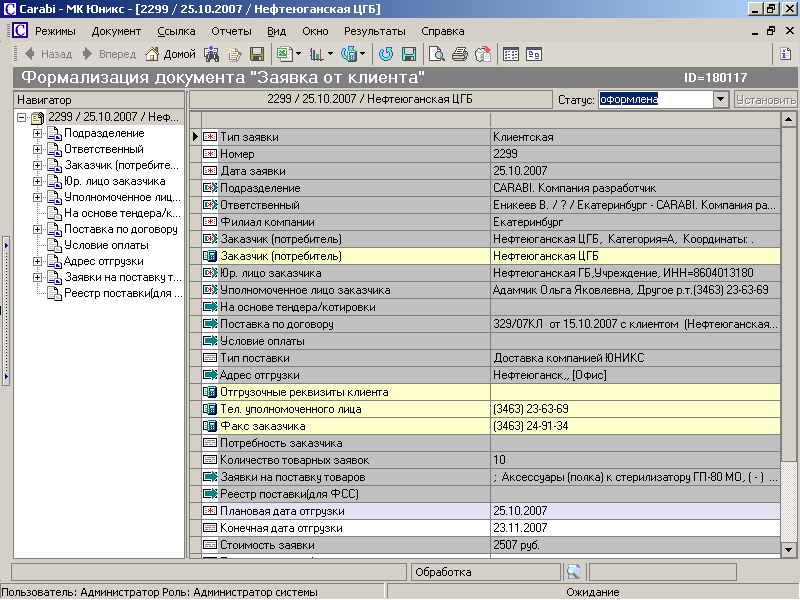 Carabi - МК Юникс - [2299 / 25.10.2007 / Нефтеюганская ЦГБ]
Режимы Документ Ссылка Отчеты Вид Окно Результаты Справка
Назад Вперед Домой
Формализация документа "Заявка от клиента" ID=180117
Навигатор
2299 / 25.10.2007 / Неф...
Подразделение
Ответственный
Заказчик (потребите...
Юр. лицо заказчика
Уполномоченное лиц...
На основе тендера/к...
Поставка по договору
Условие оплаты
Адрес отгрузки
Заявки на поставку т...
Реестр поставки(для ...
2299 / 25.10.2007 / Нефтеюганская ЦГБ Статус: оформлена Установить
Тип заявки Клиентская
Номер 2299
Дата заявки 25.10.2007
Подразделение CARABI. Компания разработчик
Ответственный Еникеев В. / ? / Екатеринбург - CARABI. Компания ра...
Филиал компании Екатеринбург
Заказчик (потребитель) Нефтеюганская ЦГБ, Категория=А, Координаты: .
Заказчик (потребитель) Нефтеюганская ЦГБ
Юр. лицо заказчика Нефтеюганская ГБ,Учреждение, ИНН=8604013180
Уполномоченное лицо заказчика Адамчик Ольга Яковлевна, Другое р.т.(3463) 23-63-69
На основе тендера/котировки
Поставка по договору 329/07КЛ от 15.10.2007 с клиентом (Нефтеюганская...
Условие оплаты
Тип поставки Доставка компанией ЮНИКС
Адрес отгрузки Нефтеюганск,, [Офис]
Отгрузочные реквизиты клиента
Тел. уполномоченного лица (3463) 23-63-69
Факс заказчика (3463) 24-91-34
Потребность заказчика
Количество товарных заявок 10
Заявки на поставку товаров ; Аксессуары (полка) к стерилизатору ГП-80 МО, ( - ) ...
Реестр поставки(для ФСС)
Плановая дата отгрузки 25.10.2007
Конечная дата отгрузки 23.11.2007
Стоимость заявки 2507 руб.
Обработка
Пользователь: Администратор Роль: Администратор системы Ожидание